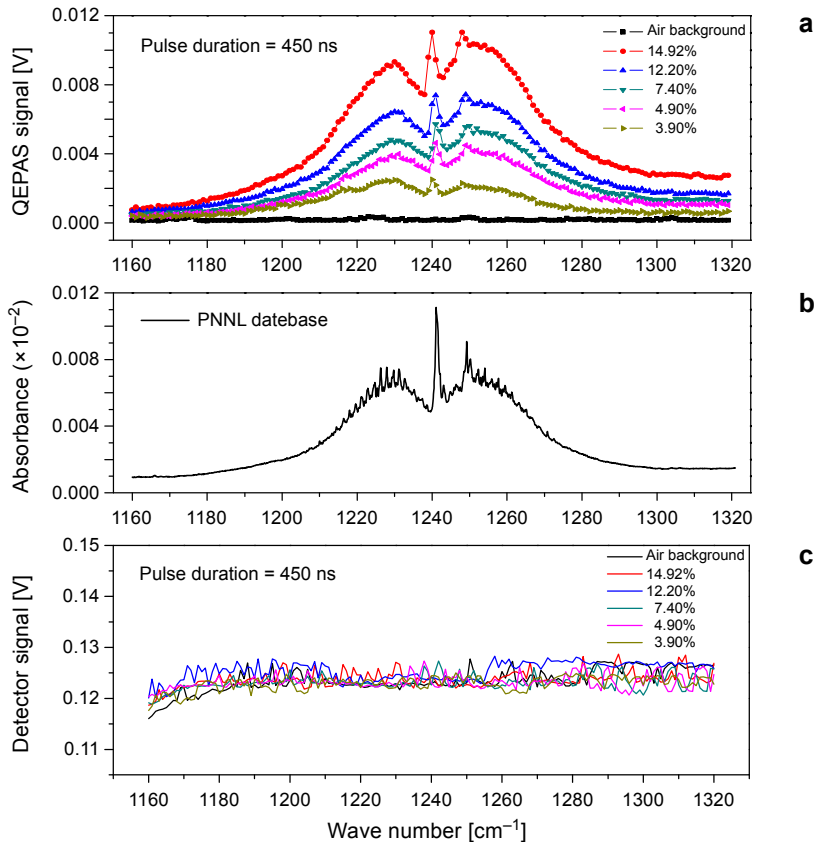 a
Pulse duration = 450 ns
Air background
14.92%
12.20%
7.40%
4.90%
3.90%
QEPAS signal [V]
0.012
0.008
0.004
0.000
1160 1180 1200 1220 1240 1260 1280 1300 1320
b
PNNL datebase
Absorbance (×10⁻²)
0.012
0.008
0.004
0.000
1160 1180 1200 1220 1240 1260 1280 1300 1320
c
Pulse duration = 450 ns
Air background
14.92%
12.20%
7.40%
4.90%
3.90%
Detector signal [V]
0.15
0.14
0.13
0.12
0.11
1160 1180 1200 1220 1240 1260 1280 1300 1320
Wave number [cm⁻¹]